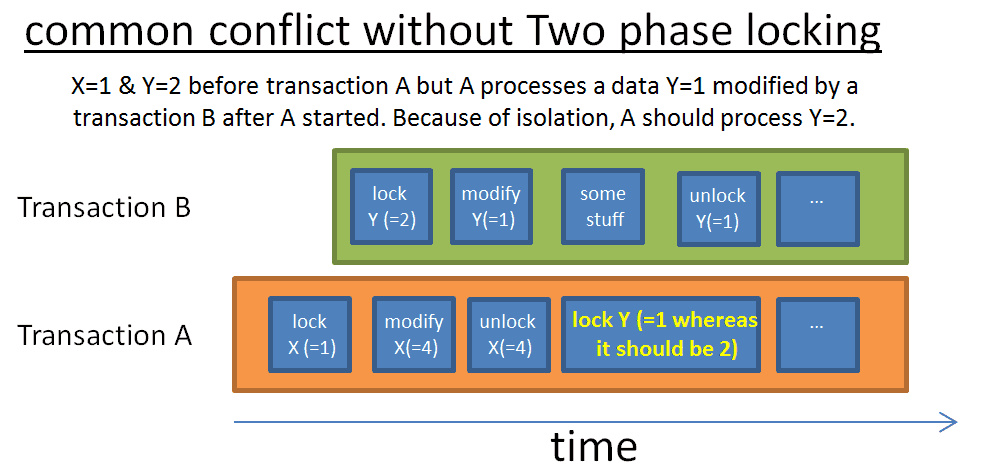 common conflict without Two phase locking
X=1 & Y=2 before transaction A but A processes a data Y=1 modified by a
transaction B after A started. Because of isolation, A should process Y=2.
Transaction B
lock
Y (=2)
modify
Y(=1)
some
stuff
unlock
Y(=1)
...
Transaction A
lock
X (=1)
modify
X(=4)
unlock
X(=4)
lock Y (=1 whereas
it should be 2)
...
time